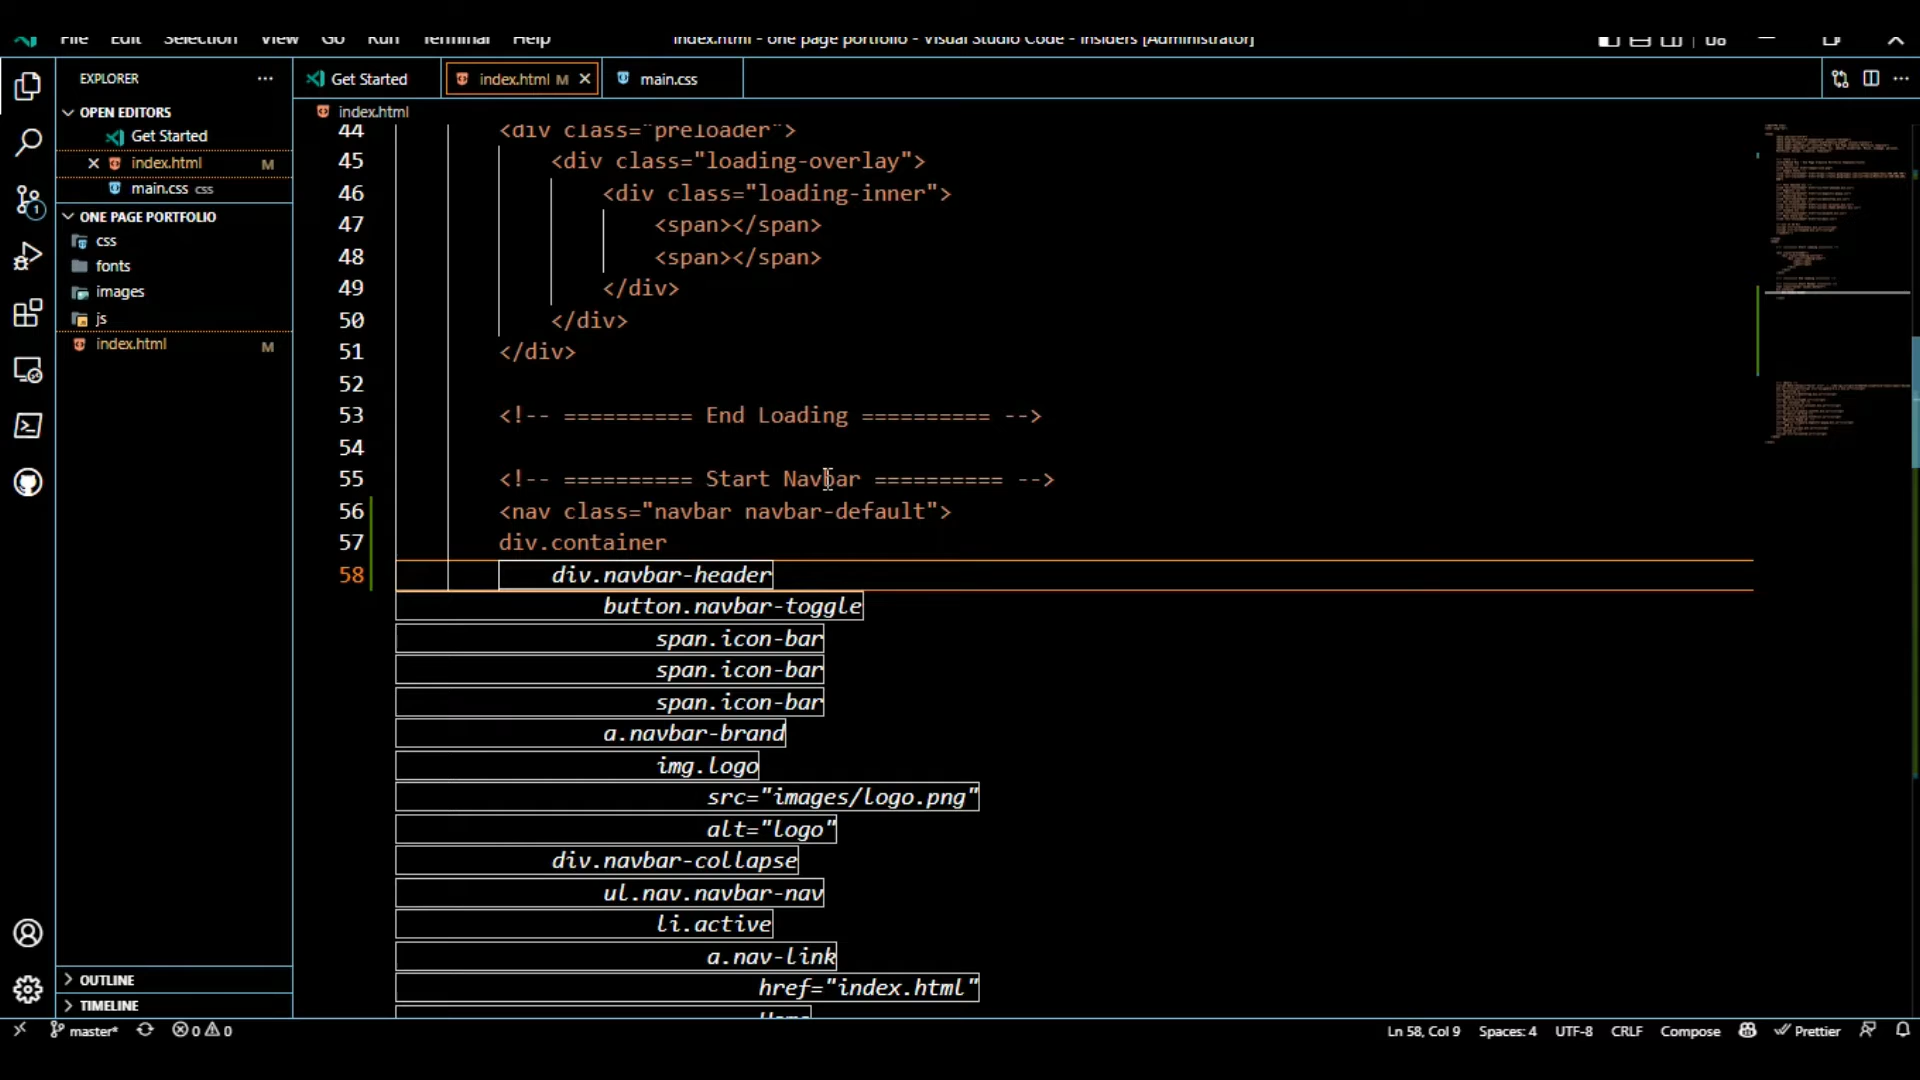 File Edit Selection View Go Run Terminal Help
index.html - one page portfolio - Visual Studio Code - Insiders [Administrator]
EXPLORER
OPEN EDITORS
Get Started
index.html M
main.css css
ONE PAGE PORTFOLIO
css
fonts
images
js
index.html M
OUTLINE
TIMELINE
Get Started
index.html M
main.css
index.html
44 <div class="preloader">
45 <div class="loading-overlay">
46 <div class="loading-inner">
47 <span></span>
48 <span></span>
49 </div>
50 </div>
51 </div>
52
53 <!-- ========== End Loading ========== -->
54
55 <!-- ========== Start Navbar ========== -->
56 <nav class="navbar navbar-default">
57 div.container
58 div.navbar-header
button.navbar-toggle
span.icon-bar
span.icon-bar
span.icon-bar
a.navbar-brand
img.logo
src="images/logo.png"
alt="logo"
div.navbar-collapse
ul.nav.navbar-nav
li.active
a.nav-link
href="index.html"
Home
1
master* 0 0
Ln 58, Col 9 Spaces: 4 UTF-8 CRLF Compose Prettier